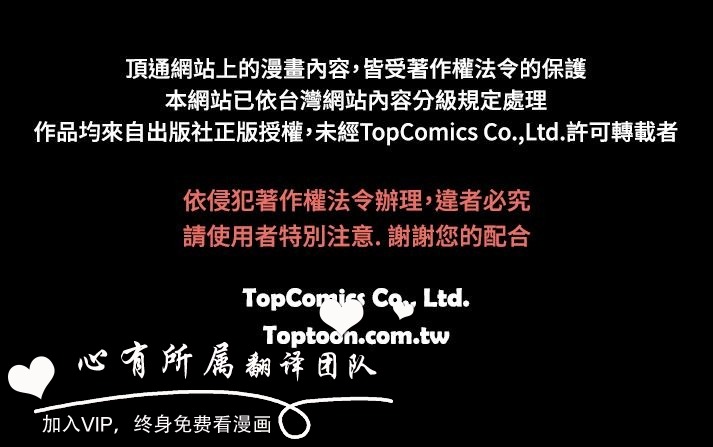 頂通網站上的漫畫內容，皆受著作權法令的保護
本網站已依台灣網站內容分級規定處理
作品均來自出版社正版授權，未經TopComics Co.,Ltd.許可轉載者
依侵犯著作權法令辦理，違者必究
請使用者特別注意. 謝謝您的配合
TopComics Co., Ltd.
Toptoon.com.tw
心有所属翻译团队
加入VIP，终身免费看漫画